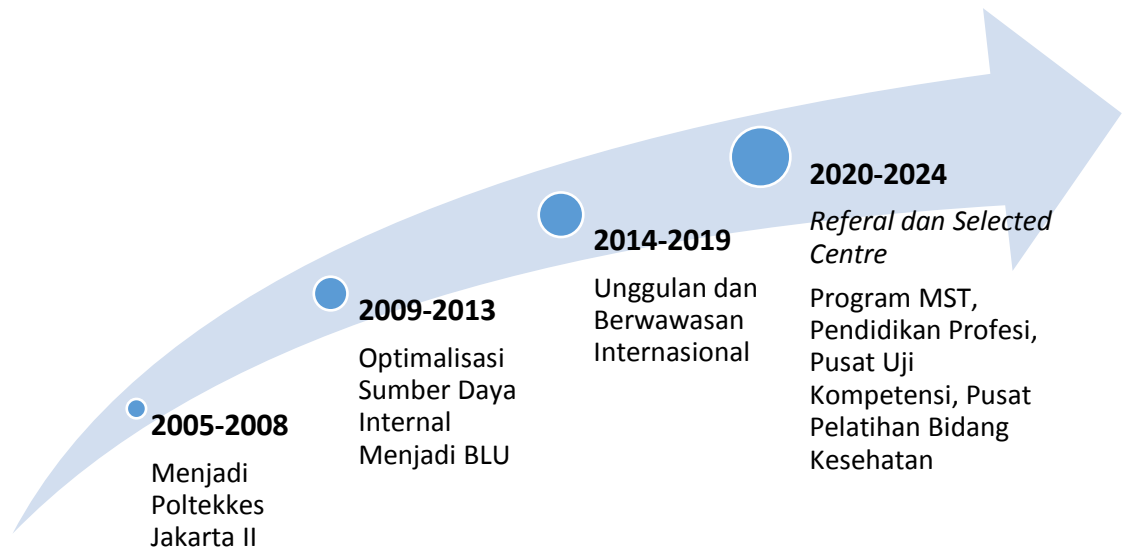 2005-2008
Menjadi
Poltekkes
Jakarta II
2009-2013
Optimalisasi
Sumber Daya
Internal
Menjadi BLU
2014-2019
Unggulan dan
Berwawasan
Internasional
2020-2024
Referal dan Selected
Centre
Program MST,
Pendidikan Profesi,
Pusat Uji
Kompetensi, Pusat
Pelatihan Bidang
Kesehatan